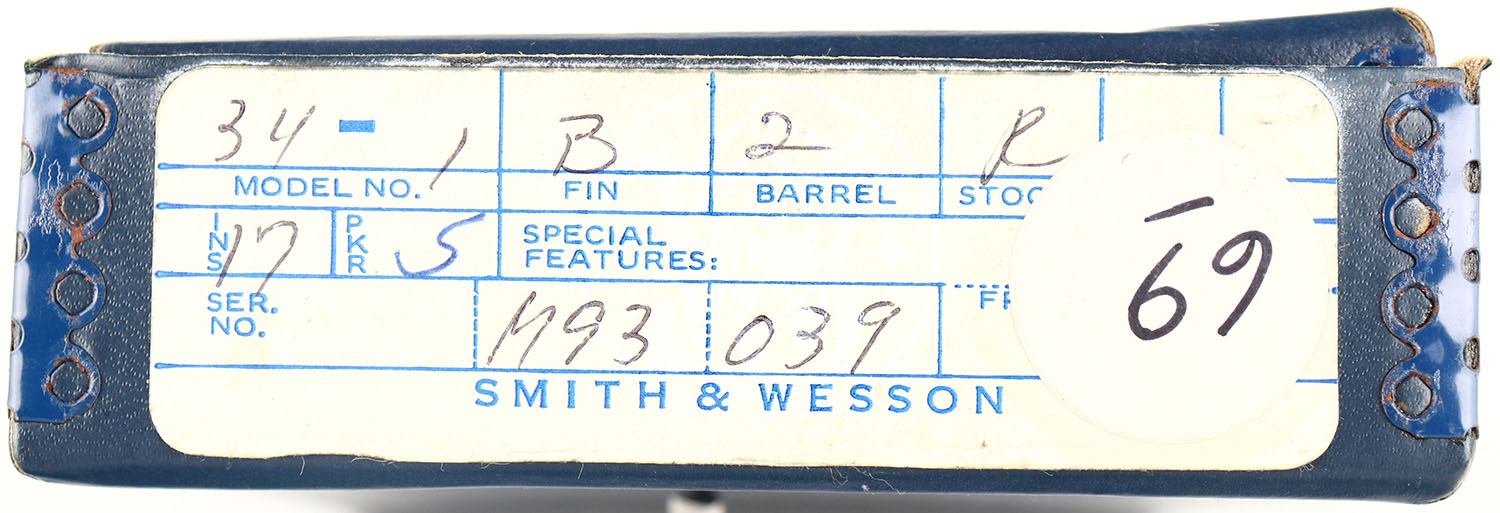 34 - 1 B 2 R
MODEL NO. FIN BARREL STOC
INS 17 PKR 5 SPECIAL FEATURES:
69
SER. NO. M93 039 F
SMITH & WESSON